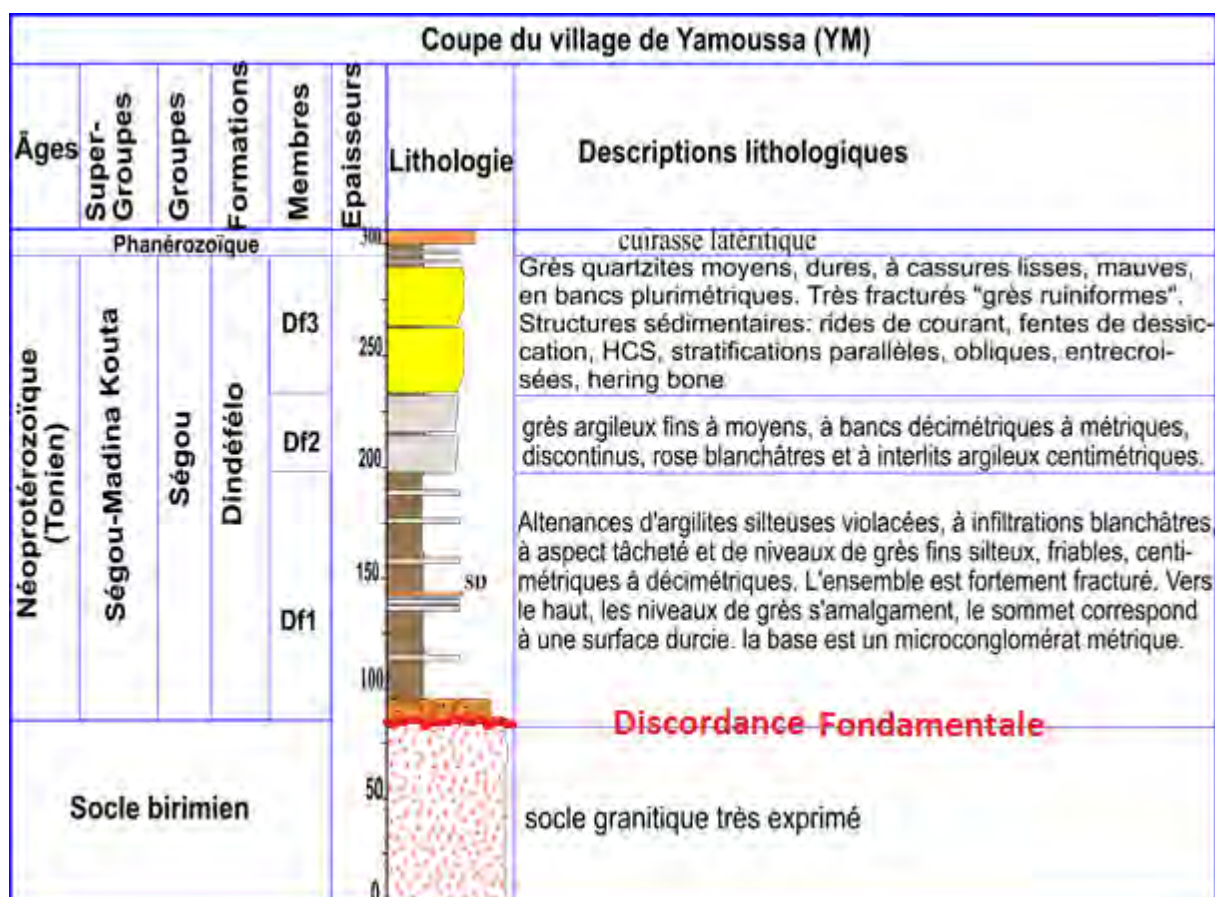 Coupe du village de Yamoussa (YM)
Âges
Super-
Groupes
Groupes
Formations
Membres
Epaisseurs
Lithologie
Descriptions lithologiques
Phanérozoïque
300
cuirasse latéritique
Néoprotérozoïque
(Tonien)
Ségou-Madina Kouta
Ségou
Dindéfélo
Df3
250
Grès quartzites moyens, dures, à cassures lisses, mauves,
en bancs plurimétriques. Très fracturés "grès ruiniformes".
Structures sédimentaires: rides de courant, fentes de dessic-
cation, HCS, stratifications parallèles, obliques, entrecroi-
sées, hering bone
Df2
200
grès argileux fins à moyens, à bancs décimétriques à métriques,
discontinus, rose blanchâtres et à interlits argileux centimétriques.
Df1
150
SD
100
Altenances d'argilites silteuses violacées, à infiltrations blanchâtres,
à aspect tâcheté et de niveaux de grès fins silteux, friables, centi-
métriques à décimétriques. L'ensemble est fortement fracturé. Vers
le haut, les niveaux de grès s'amalgament, le sommet correspond
à une surface durcie. la base est un microconglomérat métrique.
Discordance Fondamentale
Socle birimien
50
0
socle granitique très exprimé